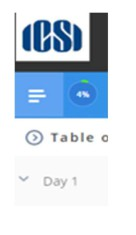 ICSI
4%
Table o
Day 1